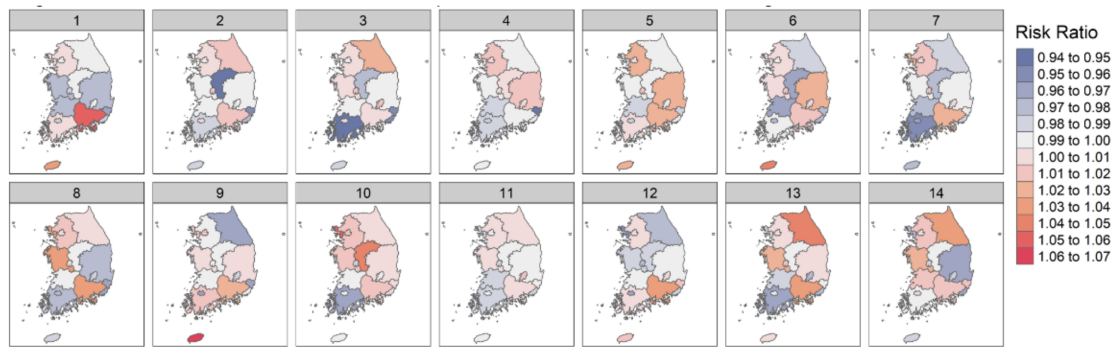 1 2 3 4 5 6 7
Risk Ratio
0.94 to 0.95
0.95 to 0.96
0.96 to 0.97
0.97 to 0.98
0.98 to 0.99
0.99 to 1.00
1.00 to 1.01
1.01 to 1.02
1.02 to 1.03
1.03 to 1.04
1.04 to 1.05
1.05 to 1.06
1.06 to 1.07
8 9 10 11 12 13 14